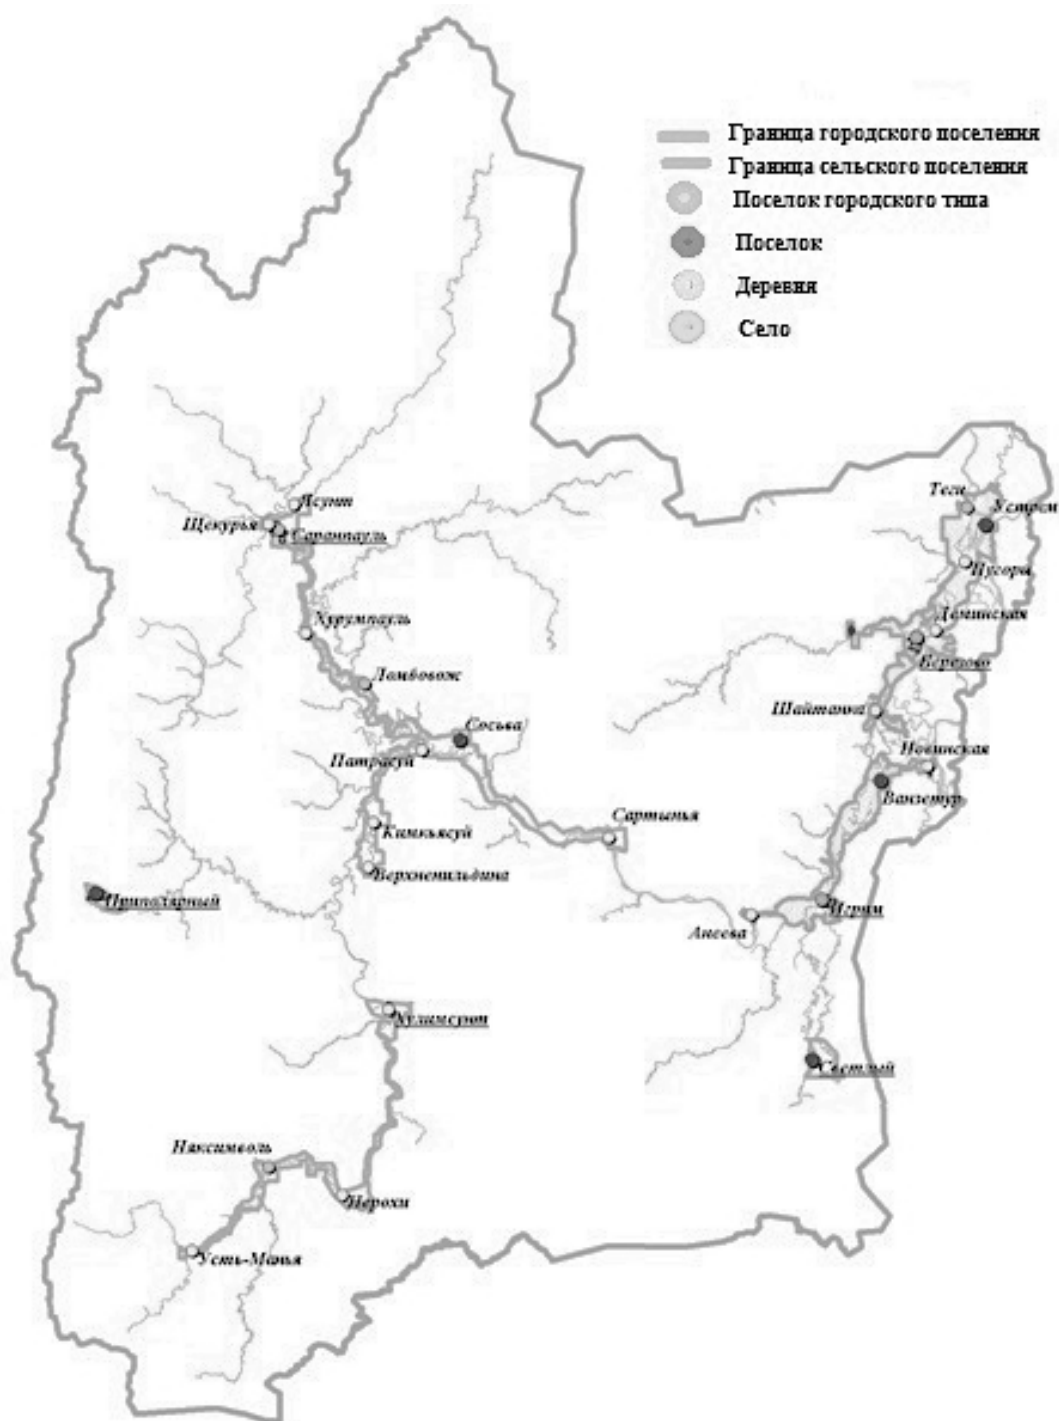 Граница городского поселения
Граница сельского поселения
Поселок городского типа
Поселок
Деревня
Село
Ясунт
Щекурья
Саранпауль
Хурумпауль
Ломбовож
Сосьва
Патрасуй
Кимкьясуй
Верхненильдина
Сартынья
Приполярный
Хулимсунт
Няксимволь
Нерохи
Усть-Манья
Теги
Устрем
Пугоры
Деминская
Березово
Шайтанка
Новинская
Ванзетур
Игрим
Анеева
Светлый